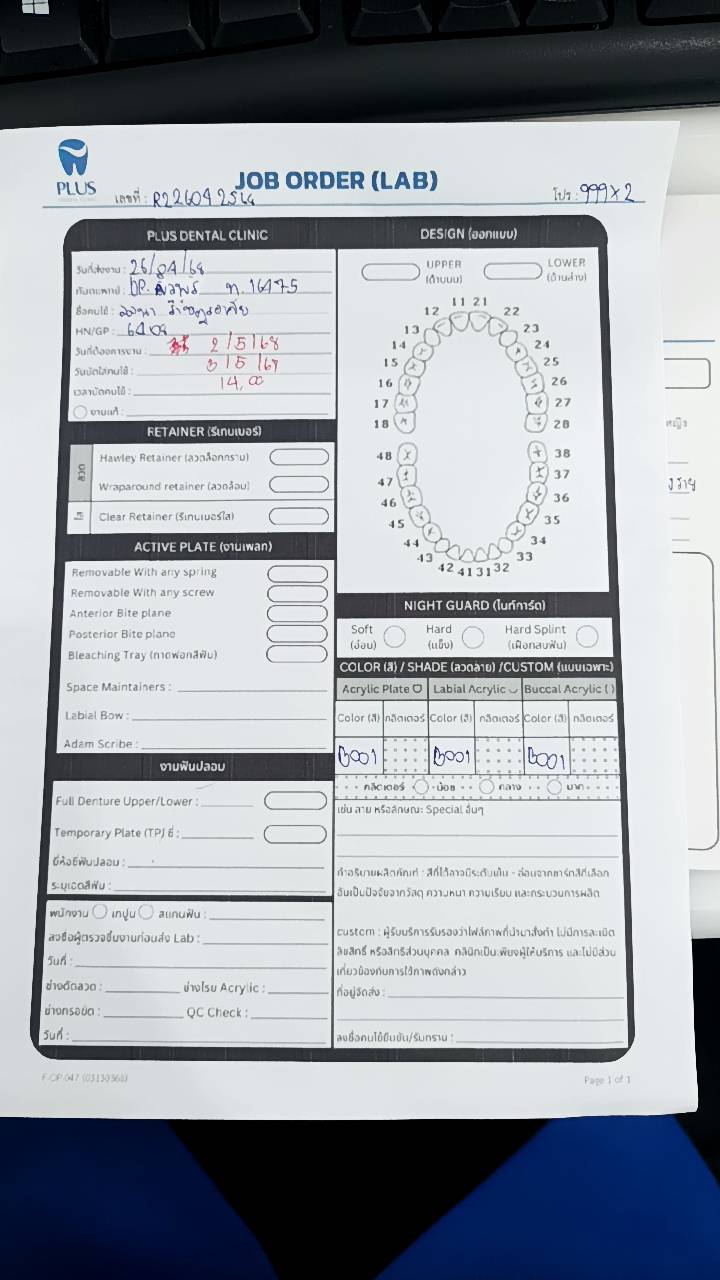 PLUS
JOB ORDER (LAB)
เลขที่ : R22604 25
โปร : 999 x 2
PLUS DENTAL CLINIC
วันที่ส่งงาน : 26/04/68
ทันตแพทย์ : DP. ท. 16475
ชื่อคนไข้ :
HN/GP : 6404
วันที่ต้องการงาน : 2/5/68
วันนัดใส่คนไข้ : 3/5/68
เวลานัดคนไข้ : 14.00
งานแก้ :
RETAINER (รีเทนเนอร์)
ลวด
Hawley Retainer (ลวดล็อกกราม)
Wraparound retainer (ลวดล้อม)
ใส
Clear Retainer (รีเทนเนอร์ใส)
ACTIVE PLATE (งานเพลท)
Removable With any spring
Removable With any screw
Anterior Bite plane
Posterior Bite plane
Bleaching Tray (ถาดฟอกสีฟัน)
Space Maintainers :
Labial Bow :
Adam Scribe :
งานฟันปลอม
Full Denture Upper/Lower :
Temporary Plate (TP) ซี่ :
ยี่ห้อซี่ฟันปลอม :
ระบุเฉดสีฟัน :
พนักงาน เทปูน สแกนฟัน :
ลงชื่อผู้ตรวจชิ้นงานก่อนส่ง Lab :
วันที่ :
ช่างดัดลวด : ช่างโรย Acrylic :
ช่างกรอขัด : QC Check :
วันที่ :
DESIGN (ออกแบบ)
UPPER (ด้านบน)
LOWER (ด้านล่าง)
11 21
12 22
13 23
14 24
15 25
16 26
17 27
18 28
48 38
47 37
46 36
45 35
44 34
43 33
42 41 31 32
NIGHT GUARD (ไนท์การ์ด)
Soft (อ่อน)
Hard (แข็ง)
Hard Splint (เฝือกสบฟัน)
COLOR (สี) / SHADE (ลวดลาย) /CUSTOM (แบบเฉพาะ)
Acrylic Plate Labial Acrylic Buccal Acrylic ( )
Color (สี) กลิตเตอร์ Color (สี) กลิตเตอร์ Color (สี) กลิตเตอร์
B001 B001 B001
กลิตเตอร์ น้อย กลาง มาก
เช่น ลาย หรือลักษณะ Special อื่นๆ
คำอธิบายผลิตภัณฑ์ : สีที่ได้อาจมีระดับเข้ม - อ่อนจากชาร์ทสีที่เลือก
อันเป็นปัจจัยจากวัสดุ ความหนา ความเรียบ และกระบวนการผลิต
custom : ผู้รับบริการรับรองว่าไฟล์ภาพที่นำมาสั่งทำ ไม่มีการละเมิด
ลิขสิทธิ์ หรือสิทธิส่วนบุคคล คลินิกเป็นเพียงผู้ให้บริการ และไม่มีส่วน
เกี่ยวข้องกับการใช้ภาพดังกล่าว
ที่อยู่จัดส่ง :
ลงชื่อคนไข้ยืนยัน/รับทราบ :
Page 1 of 1
หญิง